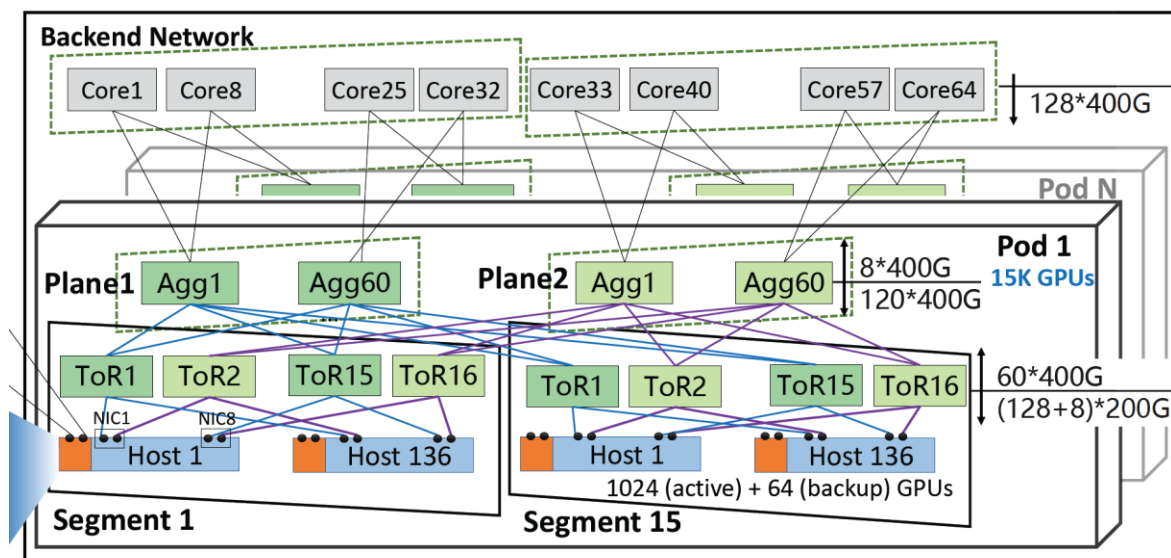 Backend Network
Core1 Core8 Core25 Core32 Core33 Core40 Core57 Core64
128*400G
Pod N
Pod 1
15K GPUs
Plane1 Agg1 Agg60 Plane2 Agg1 Agg60
8*400G
120*400G
...
ToR1 ToR2 ToR15 ToR16 ToR1 ToR2 ToR15 ToR16
60*400G
(128+8)*200G
NIC1 NIC8
Host 1 Host 136 Host 1 Host 136
1024 (active) + 64 (backup) GPUs
Segment 1 Segment 15